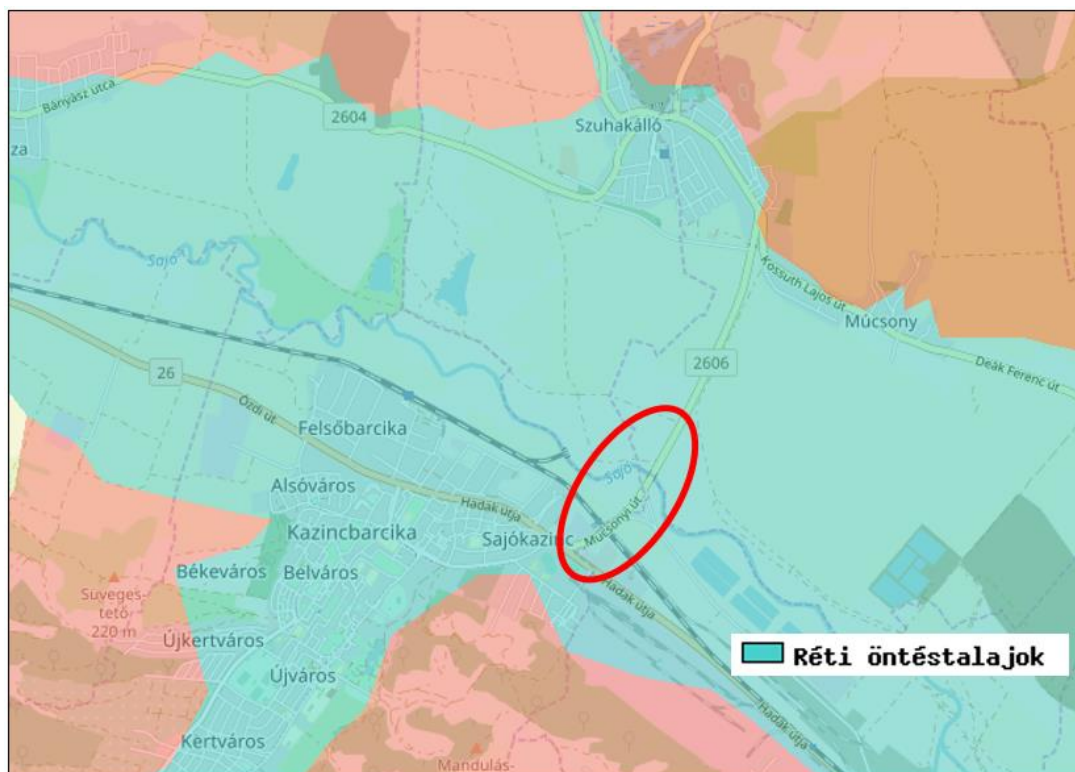 Bányász utca
2604
Szuhakálló
za
Sajó
Kossuth Lajos út
Múcsony
2606
Deák Ferenc út
26
Ózdi út
Felsőbarcika
Sajó
Alsóváros
Hadak útja
Múcsonyi út
Kazincbarcika
Sajókazinc
Békeváros
Belváros
Hadak útja
Süveges-
tető
220 m
Újkertváros
Réti öntéstalajok
Újváros
Hadak útja
Kertváros
Mandulás-